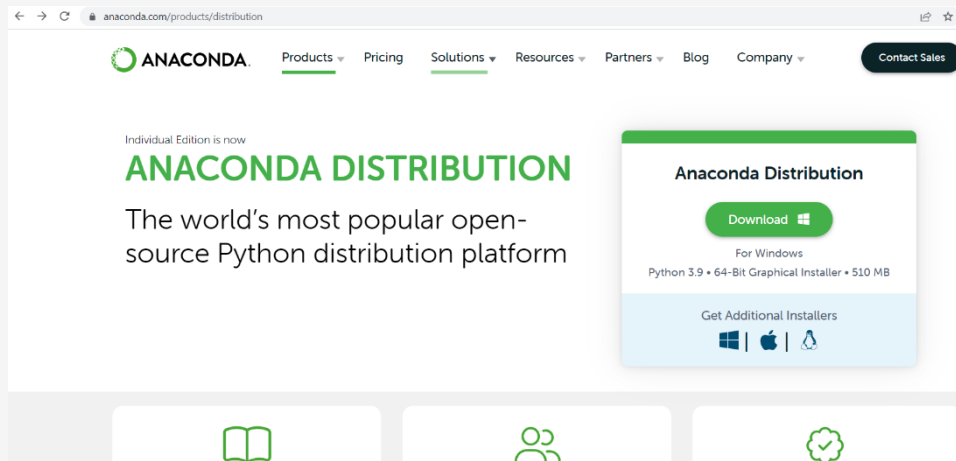 anaconda.com/products/distribution
ANACONDA.
Products Pricing Solutions Resources Partners Blog Company Contact Sales
Individual Edition is now
ANACONDA DISTRIBUTION
The world's most popular open-
source Python distribution platform
Anaconda Distribution
Download
For Windows
Python 3.9 • 64-Bit Graphical Installer • 510 MB
Get Additional Installers